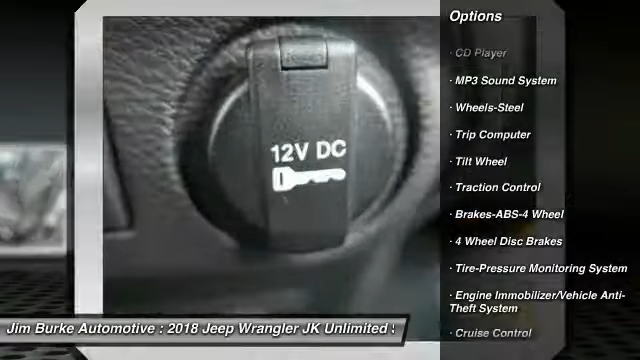 Options
· CD Player
· MP3 Sound System
· Wheels-Steel
· Trip Computer
· Tilt Wheel
· Traction Control
· Brakes-ABS-4 Wheel
· 4 Wheel Disc Brakes
· Tire-Pressure Monitoring System
· Engine Immobilizer/Vehicle Anti-
Theft System
· Cruise Control
12V DC
Jim Burke Automotive : 2018 Jeep Wrangler JK Unlimited